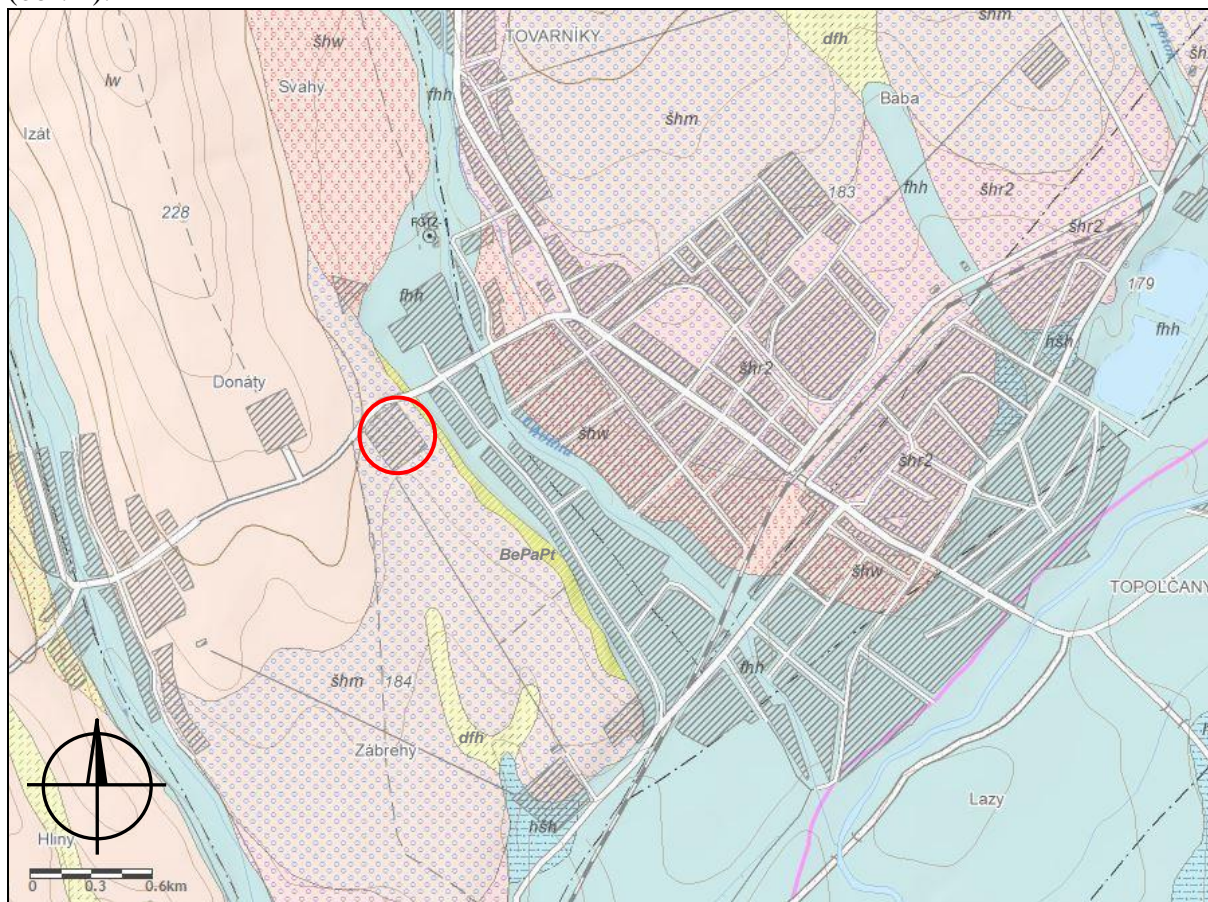 TOVARNÍKY
šhm
šhw
dfh
lw
Svahy
fhh
Bába
Izát
šhm
183
fhh
šhr2
228
FGTZ-1
šhr2
179
fhh
fhh
hšh
Donáty
šhr2
šhw
šhr2
BePaPt
šhw
TOPOĽČANY
fhh
šhm 184
dfh
Zábrehy
Lazy
hšh
Hliny
0 0.3 0.6km